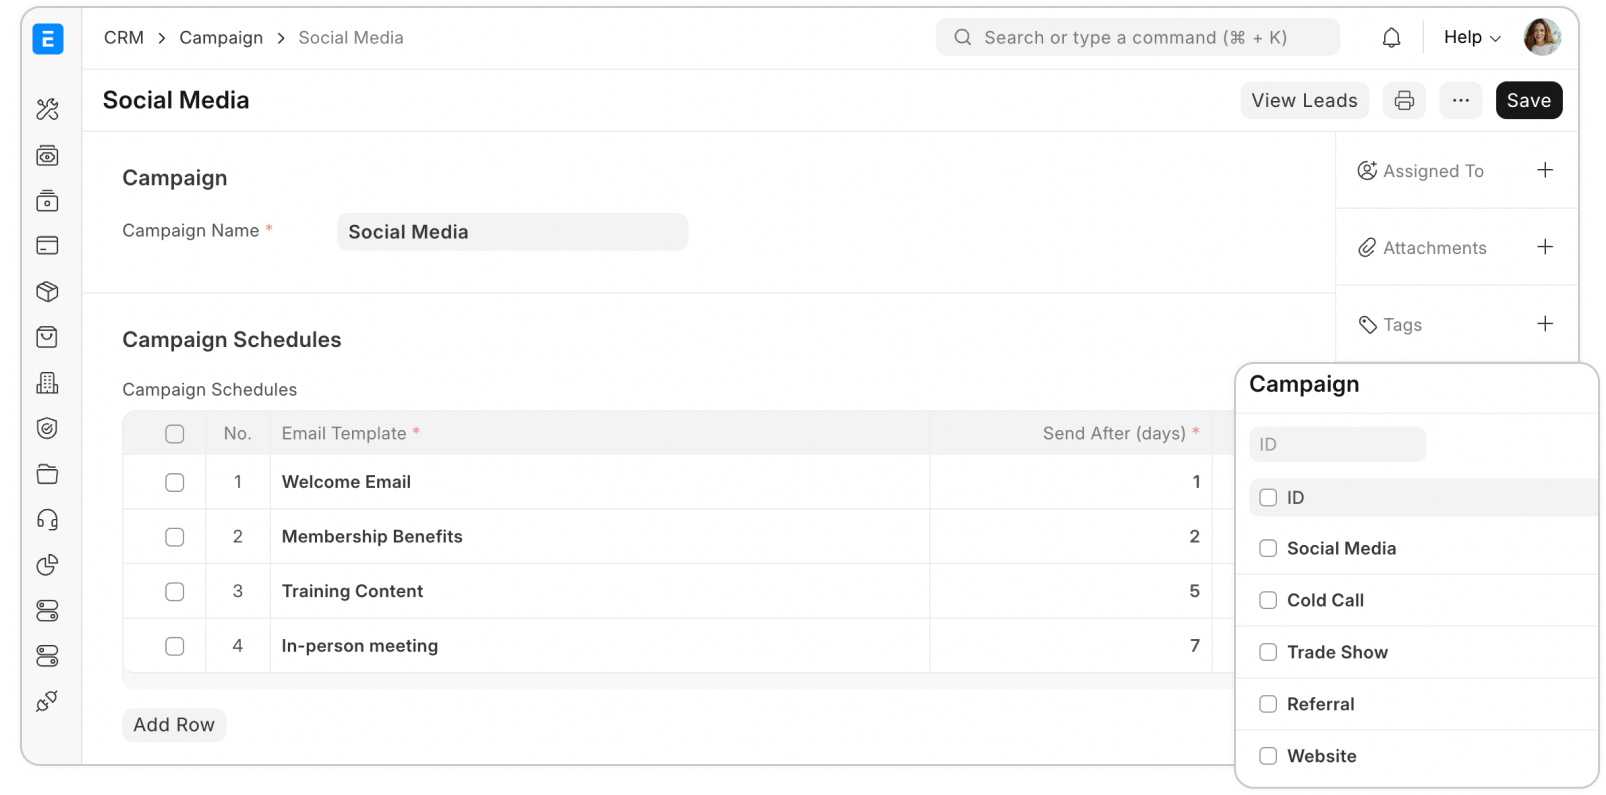 E
CRM > Campaign > Social Media
Search or type a command (⌘ + K)
Help
Social Media
View Leads
...
Save
Campaign
Campaign Name *
Social Media
Assigned To
Attachments
Tags
Campaign Schedules
Campaign Schedules
No. Email Template * Send After (days) *
1 Welcome Email 1
2 Membership Benefits 2
3 Training Content 5
4 In-person meeting 7
Add Row
Campaign
ID
ID
Social Media
Cold Call
Trade Show
Referral
Website